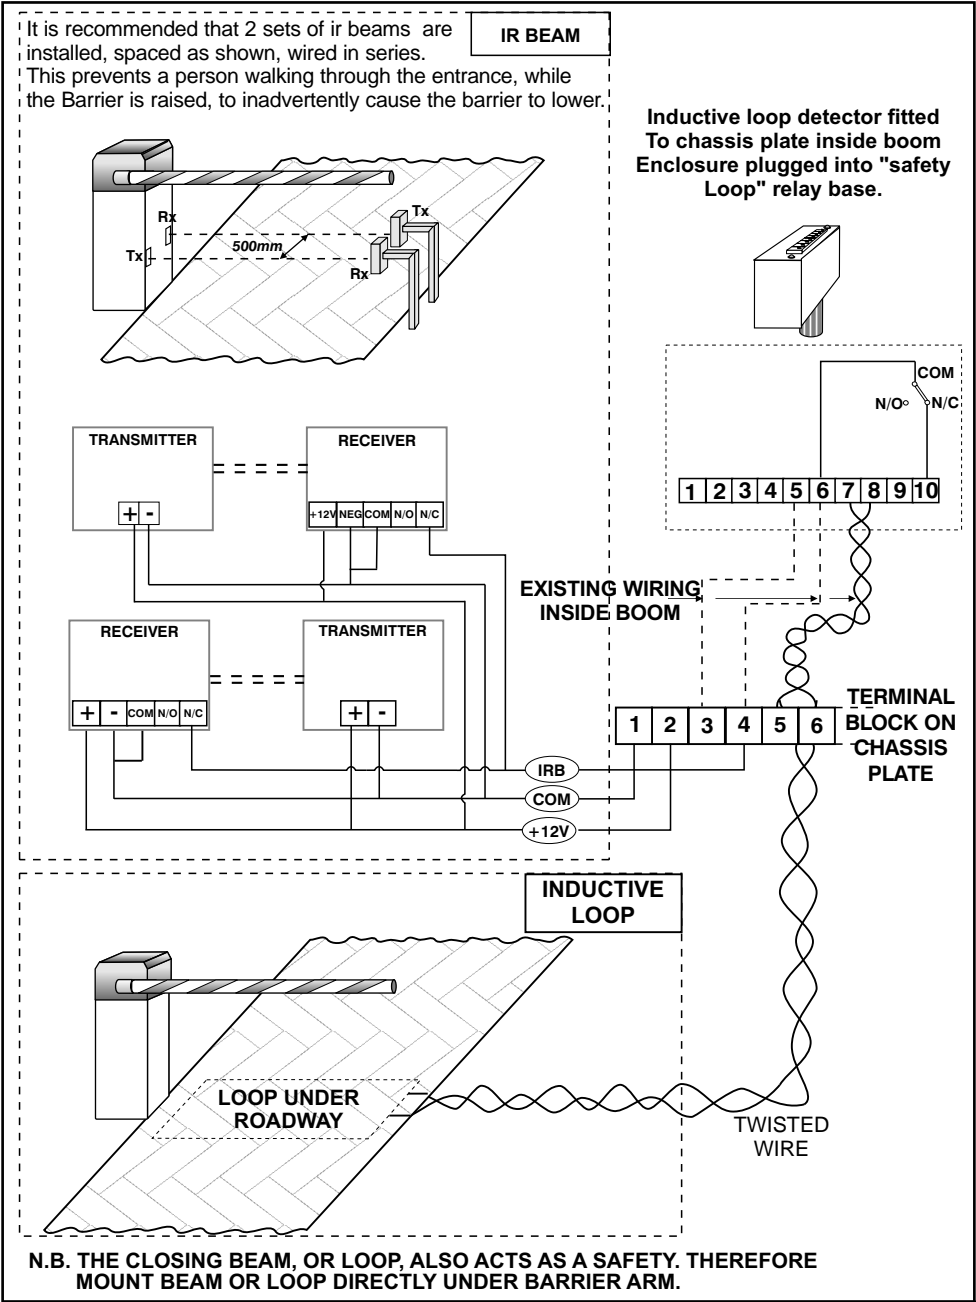 It is recommended that 2 sets of ir beams are
installed, spaced as shown, wired in series.
This prevents a person walking through the entrance, while
the Barrier is raised, to inadvertently cause the barrier to lower.
IR BEAM
Inductive loop detector fitted
To chassis plate inside boom
Enclosure plugged into "safety
Loop" relay base.
Rx
Tx
500mm
Tx
Rx
COM
N/O
N/C
1 2 3 4 5 6 7 8 9 10
TRANSMITTER
+ -
RECEIVER
+12V NEG COM N/O N/C
EXISTING WIRING
INSIDE BOOM
RECEIVER
+ - COM N/O N/C
TRANSMITTER
+ -
1 2 3 4 5 6
TERMINAL
BLOCK ON
CHASSIS
PLATE
IRB
COM
+12V
INDUCTIVE
LOOP
LOOP UNDER
ROADWAY
TWISTED
WIRE
N.B. THE CLOSING BEAM, OR LOOP, ALSO ACTS AS A SAFETY. THEREFORE
MOUNT BEAM OR LOOP DIRECTLY UNDER BARRIER ARM.